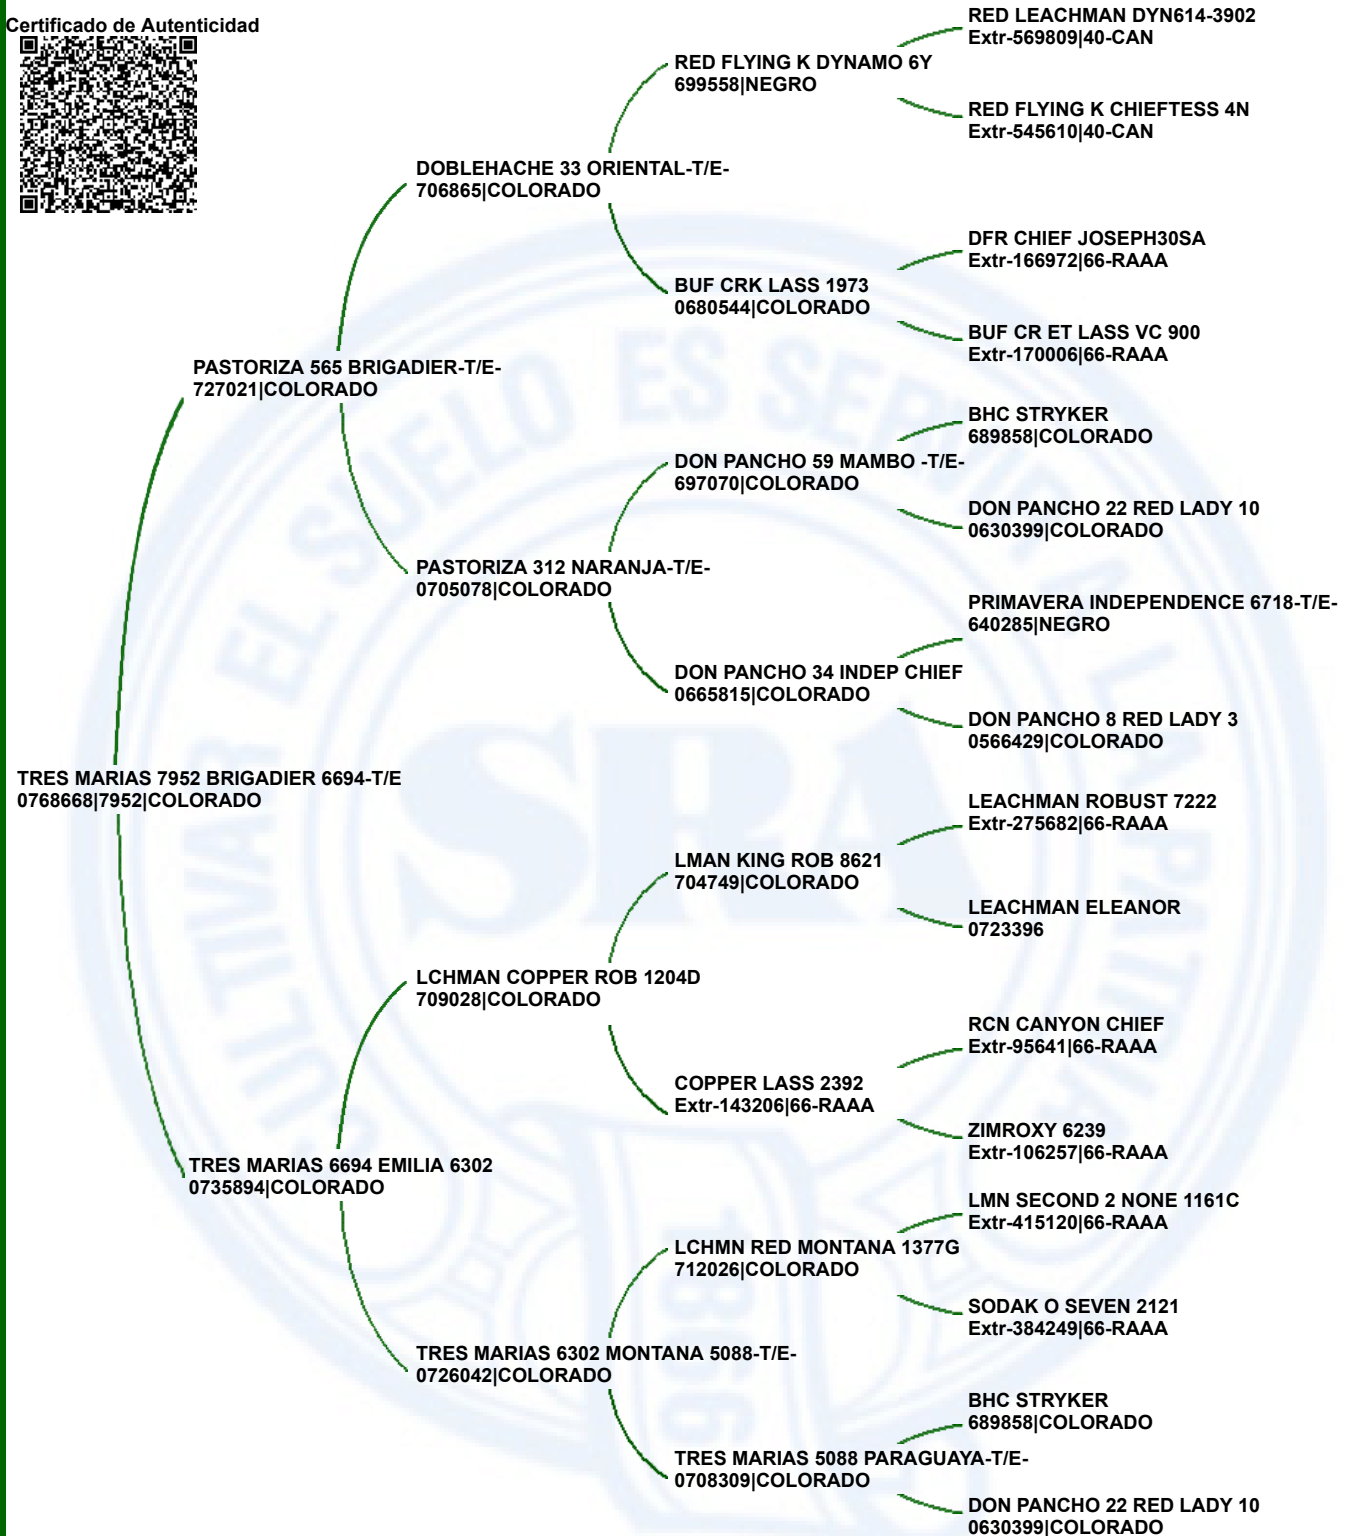 Certificado de Autenticidad
RED LEACHMAN DYN614-3902
Extr-569809|40-CAN
RED FLYING K DYNAMO 6Y
699558|NEGRO
RED FLYING K CHIEFTESS 4N
Extr-545610|40-CAN
DOBLEHACHE 33 ORIENTAL-T/E-
706865|COLORADO
DFR CHIEF JOSEPH30SA
Extr-166972|66-RAAA
BUF CRK LASS 1973
0680544|COLORADO
BUF CR ET LASS VC 900
Extr-170006|66-RAAA
PASTORIZA 565 BRIGADIER-T/E-
727021|COLORADO
BHC STRYKER
689858|COLORADO
DON PANCHO 59 MAMBO -T/E-
697070|COLORADO
DON PANCHO 22 RED LADY 10
0630399|COLORADO
PASTORIZA 312 NARANJA-T/E-
0705078|COLORADO
PRIMAVERA INDEPENDENCE 6718-T/E-
640285|NEGRO
DON PANCHO 34 INDEP CHIEF
0665815|COLORADO
DON PANCHO 8 RED LADY 3
0566429|COLORADO
TRES MARIAS 7952 BRIGADIER 6694-T/E
0768668|7952|COLORADO
LEACHMAN ROBUST 7222
Extr-275682|66-RAAA
LMAN KING ROB 8621
704749|COLORADO
LEACHMAN ELEANOR
0723396
LCHMAN COPPER ROB 1204D
709028|COLORADO
RCN CANYON CHIEF
Extr-95641|66-RAAA
COPPER LASS 2392
Extr-143206|66-RAAA
ZIMROXY 6239
Extr-106257|66-RAAA
TRES MARIAS 6694 EMILIA 6302
0735894|COLORADO
LMN SECOND 2 NONE 1161C
Extr-415120|66-RAAA
LCHMN RED MONTANA 1377G
712026|COLORADO
SODAK O SEVEN 2121
Extr-384249|66-RAAA
TRES MARIAS 6302 MONTANA 5088-T/E-
0726042|COLORADO
BHC STRYKER
689858|COLORADO
TRES MARIAS 5088 PARAGUAYA-T/E-
0708309|COLORADO
DON PANCHO 22 RED LADY 10
0630399|COLORADO
CULTIVAR EL SUELO ES SERVIR A LA PATRIA
SRA
1866